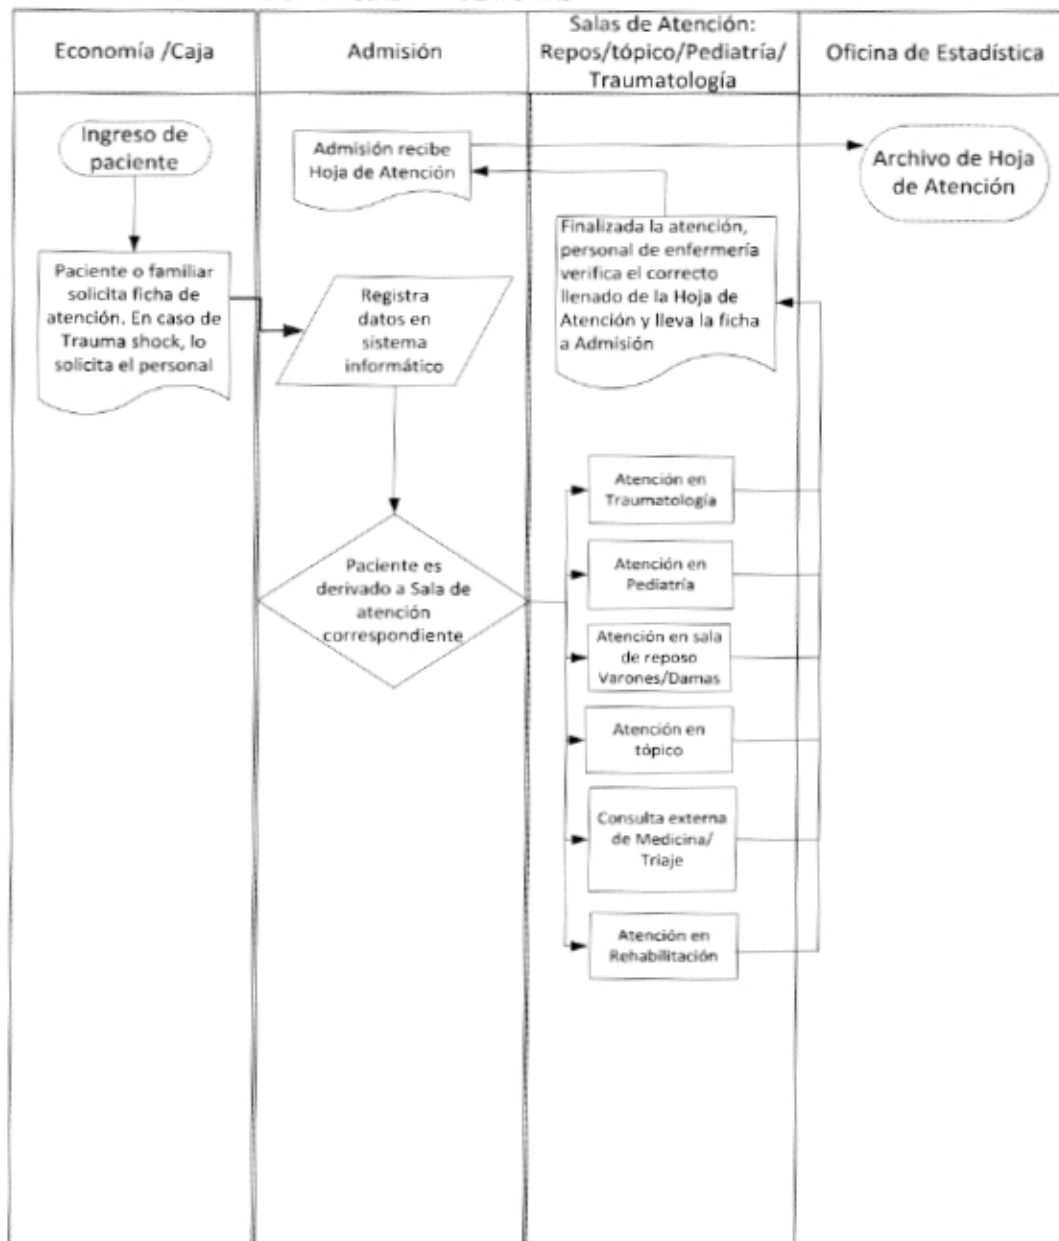 Economía /Caja
Admisión
Salas de Atención:
Repos/tópico/Pediatría/
Traumatología
Oficina de Estadística
Ingreso de
paciente
Admisión recibe
Hoja de Atención
Archivo de Hoja
de Atención
Paciente o familiar
solicita ficha de
atención. En caso de
Trauma shock, lo
solicita el personal
Registra
datos en
sistema
informático
Finalizada la atención,
personal de enfermería
verifica el correcto
llenado de la Hoja de
Atención y lleva la ficha
a Admisión
Paciente es
derivado a Sala de
atención
correspondiente
Atención en
Traumatología
Atención en
Pediatría
Atención en sala
de reposo
Varones/Damas
Atención en
tópico
Consulta externa
de Medicina/
Triaje
Atención en
Rehabilitación